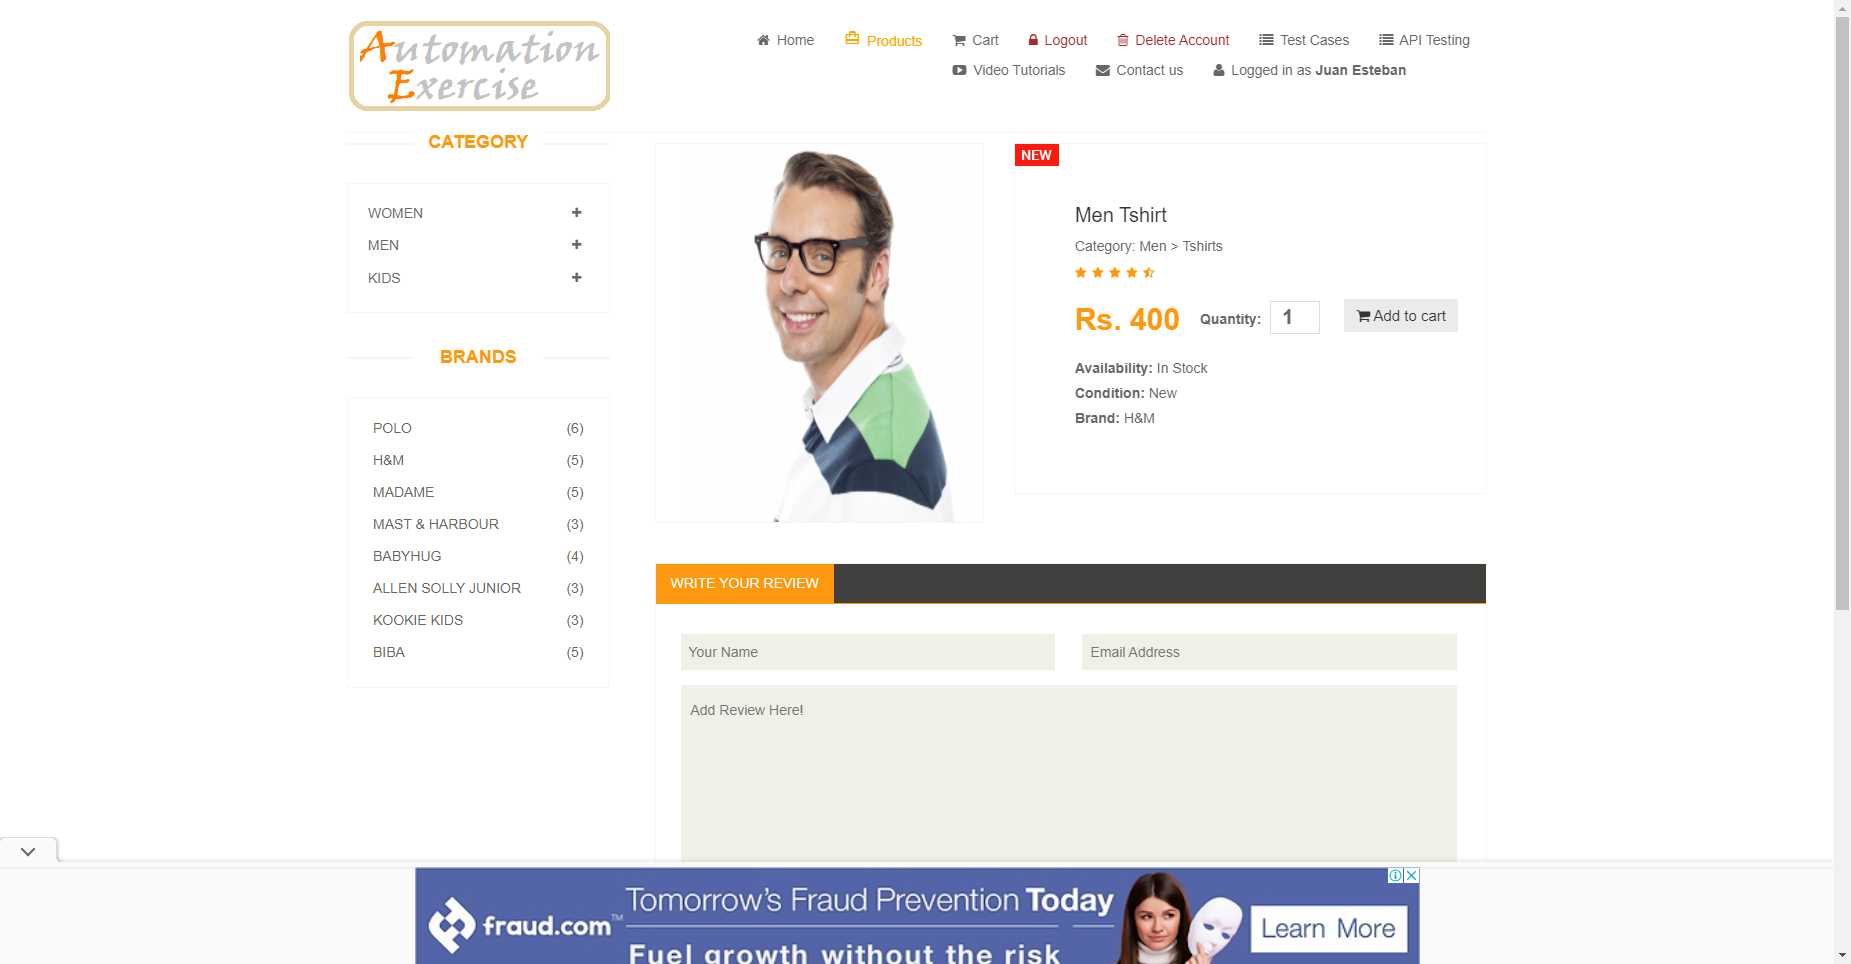 Automation
Exercise
Home
Products
Cart
Logout
Delete Account
Test Cases
API Testing
Video Tutorials
Contact us
Logged in as Juan Esteban
CATEGORY
WOMEN
MEN
KIDS
BRANDS
POLO (6)
H&M (5)
MADAME (5)
MAST & HARBOUR (3)
BABYHUG (4)
ALLEN SOLLY JUNIOR (3)
KOOKIE KIDS (3)
BIBA (5)
NEW
Men Tshirt
Category: Men > Tshirts
Rs. 400 Quantity: 1 Add to cart
Availability: In Stock
Condition: New
Brand: H&M
WRITE YOUR REVIEW
Your Name
Email Address
Add Review Here!
fraud.com™
Tomorrow's Fraud Prevention Today
Fuel growth without the risk
Learn More